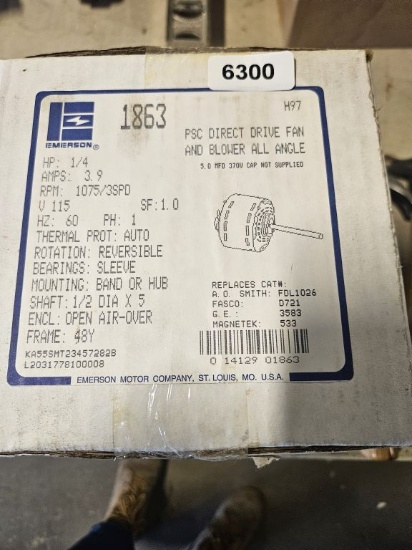 6300
EMERSON®
1863
H97
PSC DIRECT DRIVE FAN
AND BLOWER ALL ANGLE
5.0 MFD 370V CAP NOT SUPPLIED
HP: 1/4
AMPS: 3.9
RPM: 1075/3SPD
V 115 SF:1.0
HZ: 60 PH: 1
THERMAL PROT: AUTO
ROTATION: REVERSIBLE
BEARINGS: SLEEVE
MOUNTING: BAND OR HUB
SHAFT: 1/2 DIA X 5
ENCL: OPEN AIR-OVER
FRAME: 48Y
KA55SMT23457282B
L2031778100008
REPLACES CAT#:
A.O. SMITH: FDL1026
FASCO: D721
G.E.: 3583
MAGNETEK: 533
0 14129 01863
EMERSON MOTOR COMPANY, ST. LOUIS, MO. U.S.A.